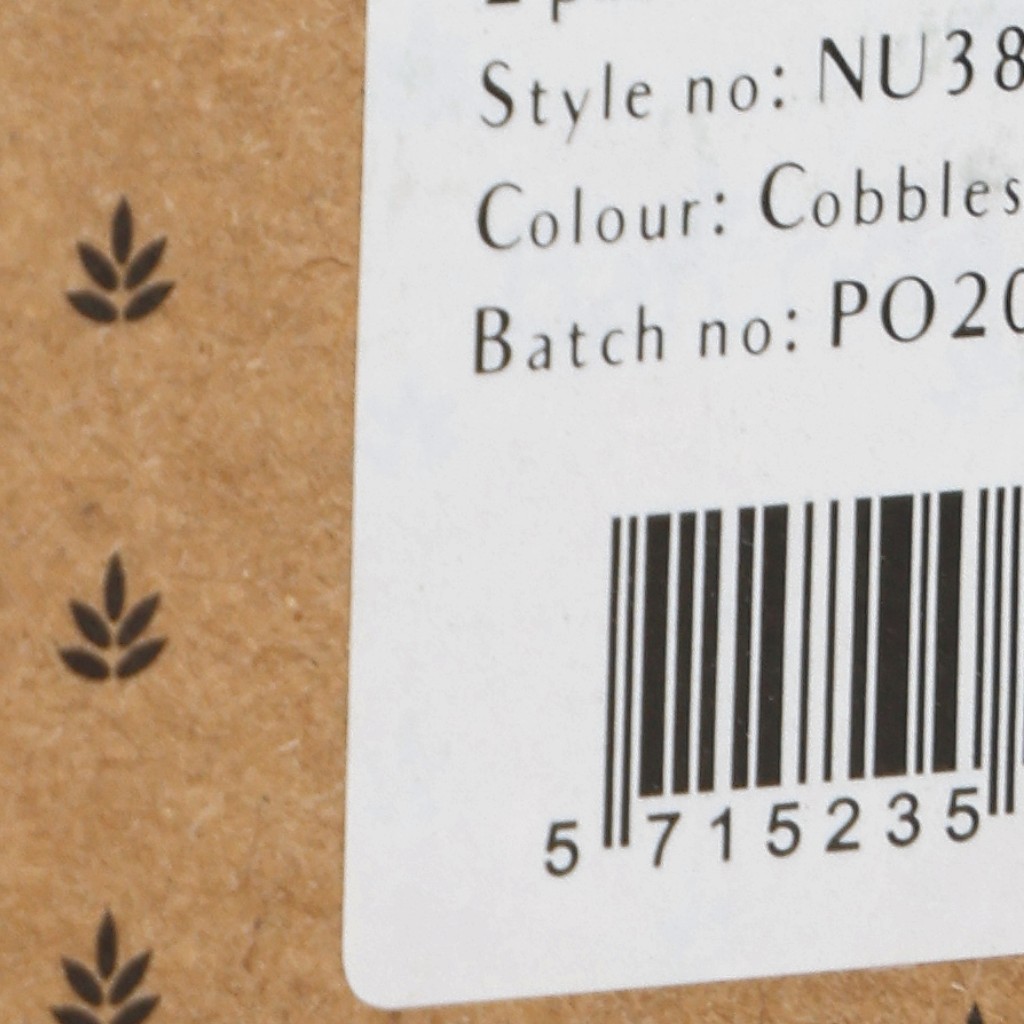 Style no: NU38
Colour: Cobbles
Batch no: PO20
5 715235